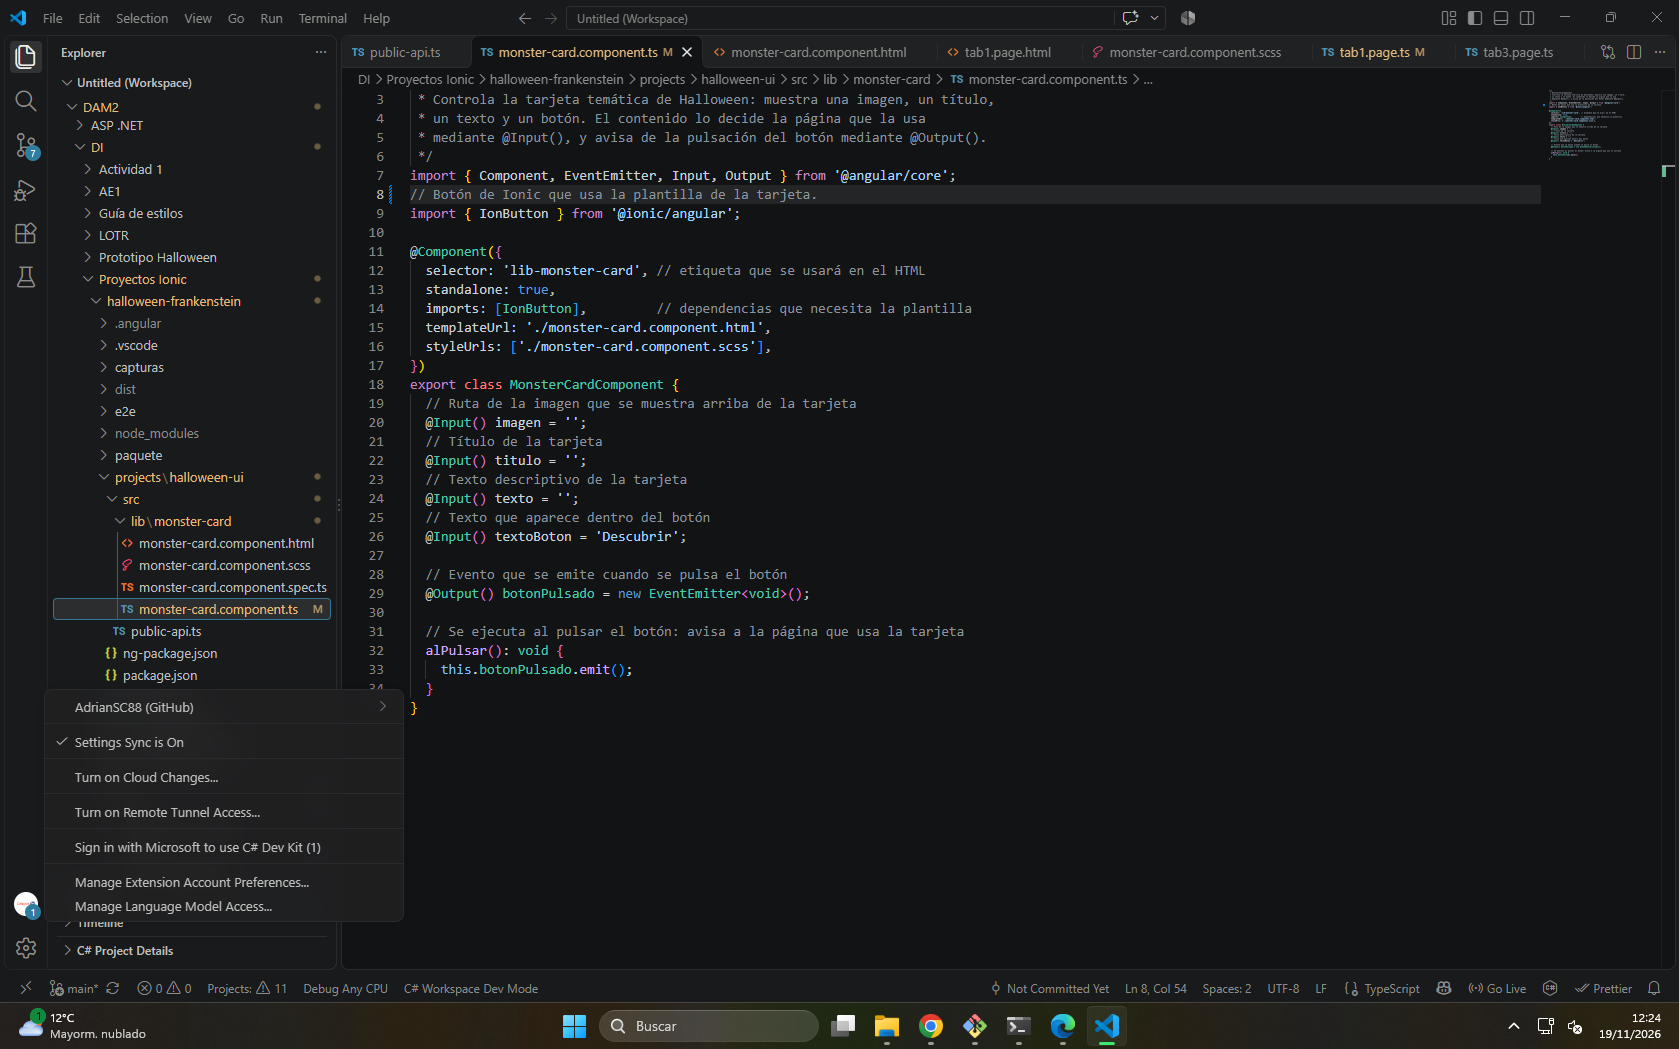 File Edit Selection View Go Run Terminal Help
Untitled (Workspace)
Explorer
Untitled (Workspace)
DAM2
ASP .NET
DI
Actividad 1
AE1
Guía de estilos
LOTR
Prototipo Halloween
Proyectos Ionic
halloween-frankenstein
.angular
.vscode
capturas
dist
e2e
node_modules
paquete
projects\halloween-ui
src
lib\monster-card
monster-card.component.html
monster-card.component.scss
TS monster-card.component.spec.ts
TS monster-card.component.ts M
TS public-api.ts
{} ng-package.json
{} package.json
AdrianSC88 (GitHub)
Settings Sync is On
Turn on Cloud Changes...
Turn on Remote Tunnel Access...
Sign in with Microsoft to use C# Dev Kit (1)
Manage Extension Account Preferences...
Manage Language Model Access...
Timeline
C# Project Details
7
1
TS public-api.ts
TS monster-card.component.ts M
<> monster-card.component.html
<> tab1.page.html
monster-card.component.scss
TS tab1.page.ts M
TS tab3.page.ts
DI > Proyectos Ionic > halloween-frankenstein > projects > halloween-ui > src > lib > monster-card > TS monster-card.component.ts > ...
3 * Controla la tarjeta temática de Halloween: muestra una imagen, un título,
4 * un texto y un botón. El contenido lo decide la página que la usa
5 * mediante @Input(), y avisa de la pulsación del botón mediante @Output().
6 */
7 import { Component, EventEmitter, Input, Output } from '@angular/core';
8 // Botón de Ionic que usa la plantilla de la tarjeta.
9 import { IonButton } from '@ionic/angular';
10
11 @Component({
12 selector: 'lib-monster-card', // etiqueta que se usará en el HTML
13 standalone: true,
14 imports: [IonButton], // dependencias que necesita la plantilla
15 templateUrl: './monster-card.component.html',
16 styleUrls: ['./monster-card.component.scss'],
17 })
18 export class MonsterCardComponent {
19 // Ruta de la imagen que se muestra arriba de la tarjeta
20 @Input() imagen = '';
21 // Título de la tarjeta
22 @Input() titulo = '';
23 // Texto descriptivo de la tarjeta
24 @Input() texto = '';
25 // Texto que aparece dentro del botón
26 @Input() textoBoton = 'Descubrir';
27
28 // Evento que se emite cuando se pulsa el botón
29 @Output() botonPulsado = new EventEmitter<void>();
30
31 // Se ejecuta al pulsar el botón: avisa a la página que usa la tarjeta
32 alPulsar(): void {
33 this.botonPulsado.emit();
34 }
}
main* 0 0 Projects: 11 Debug Any CPU C# Workspace Dev Mode
Not Committed Yet Ln 8, Col 54 Spaces: 2 UTF-8 LF {} TypeScript Go Live Prettier
1
12°C
Mayorm. nublado
Buscar
12:24
19/11/2026